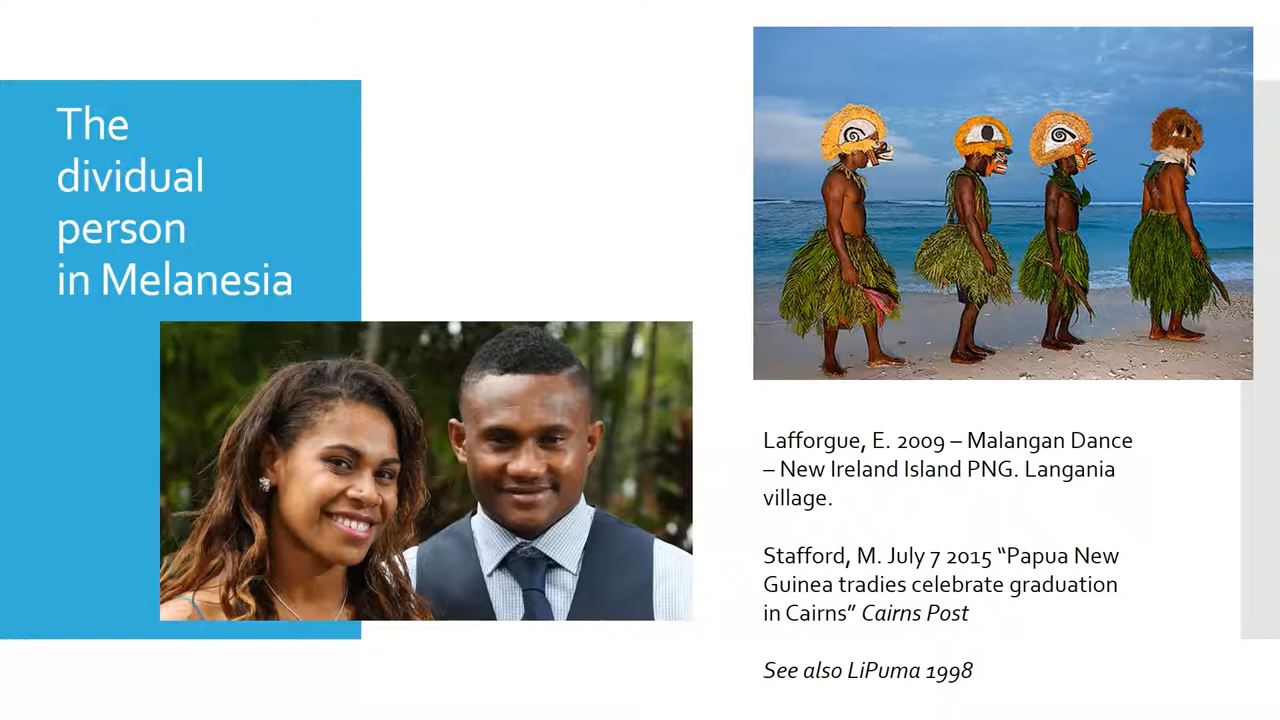 The
dividual
person
in Melanesia
Lafforgue, E. 2009 – Malangan Dance
– New Ireland Island PNG. Langania
village.
Stafford, M. July 7 2015 “Papua New
Guinea tradies celebrate graduation
in Cairns” Cairns Post
See also LiPuma 1998